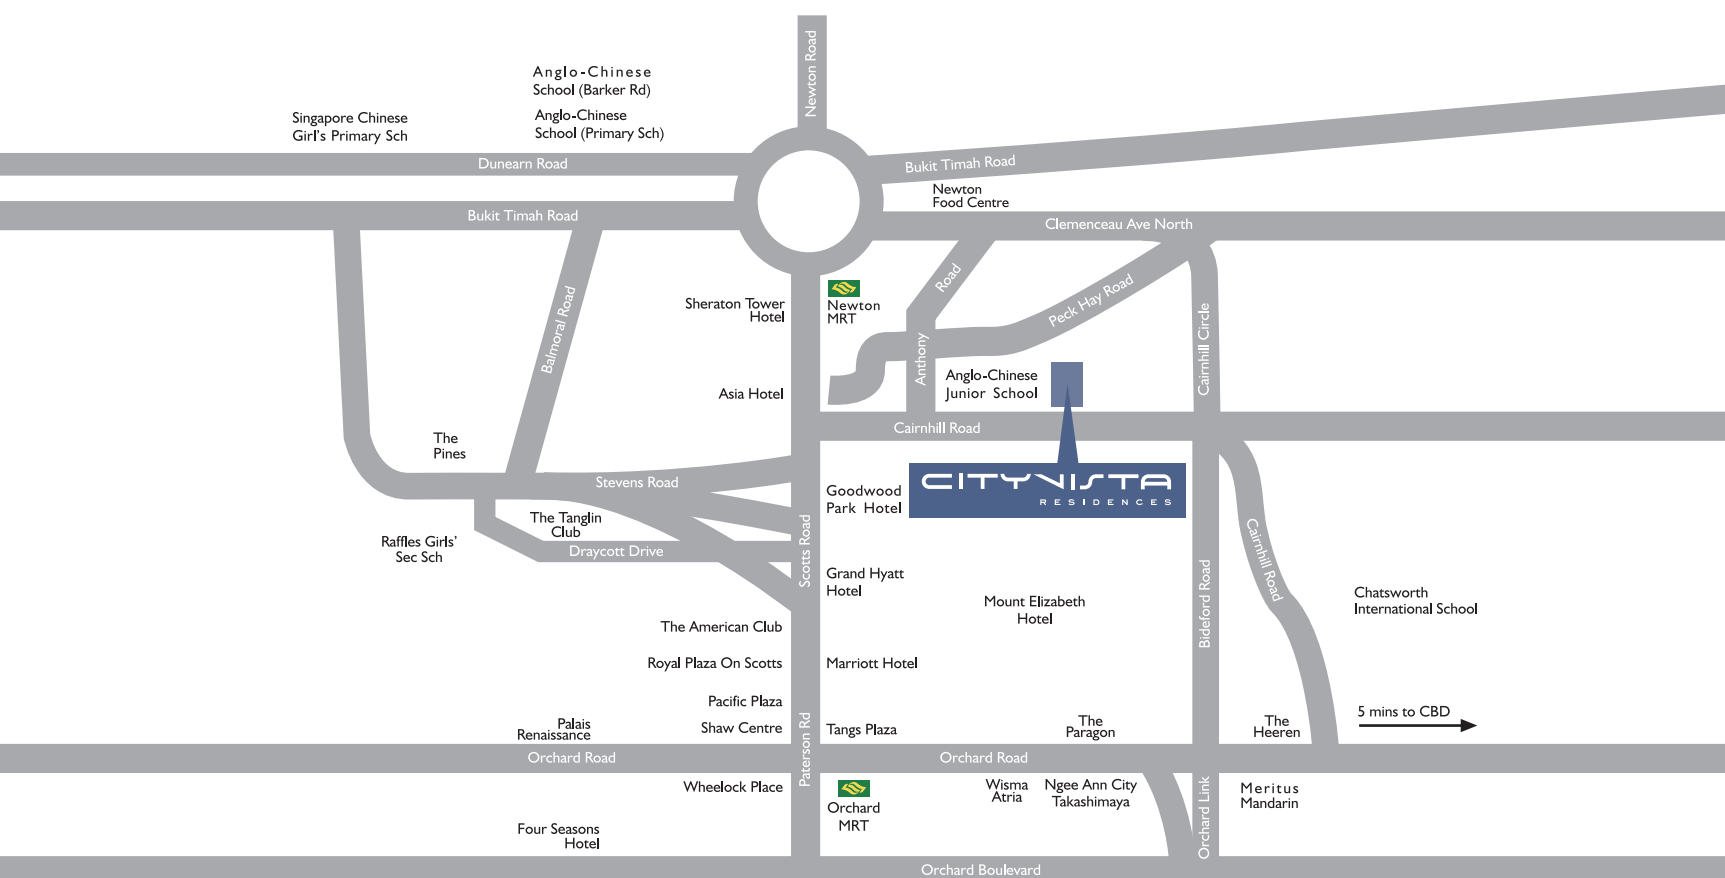 Newton Road
Anglo-Chinese
School (Barker Rd)
Anglo-Chinese
School (Primary Sch)
Singapore Chinese
Girl's Primary Sch
Dunearn Road
Bukit Timah Road
Newton
Food Centre
Bukit Timah Road
Clemenceau Ave North
Road
Anthony
Peck Hay Road
Cairnhill Circle
Balmoral Road
Sheraton Tower
Hotel
Newton
MRT
Asia Hotel
Anglo-Chinese
Junior School
Cairnhill Road
The
Pines
Stevens Road
Goodwood
Park Hotel
CITYVISTA
RESIDENCES
The Tanglin
Club
Raffles Girls'
Sec Sch
Draycott Drive
Scotts Road
Grand Hyatt
Hotel
Mount Elizabeth
Hotel
Bideford Road
Cairnhill Road
Chatsworth
International School
The American Club
Royal Plaza On Scotts
Marriott Hotel
Pacific Plaza
Shaw Centre
Palais
Renaissance
Paterson Rd
Tangs Plaza
The
Paragon
The
Heeren
5 mins to CBD
Orchard Road
Orchard Road
Wheelock Place
Orchard
MRT
Wisma
Atria
Ngee Ann City
Takashimaya
Orchard Link
Meritus
Mandarin
Four Seasons
Hotel
Orchard Boulevard